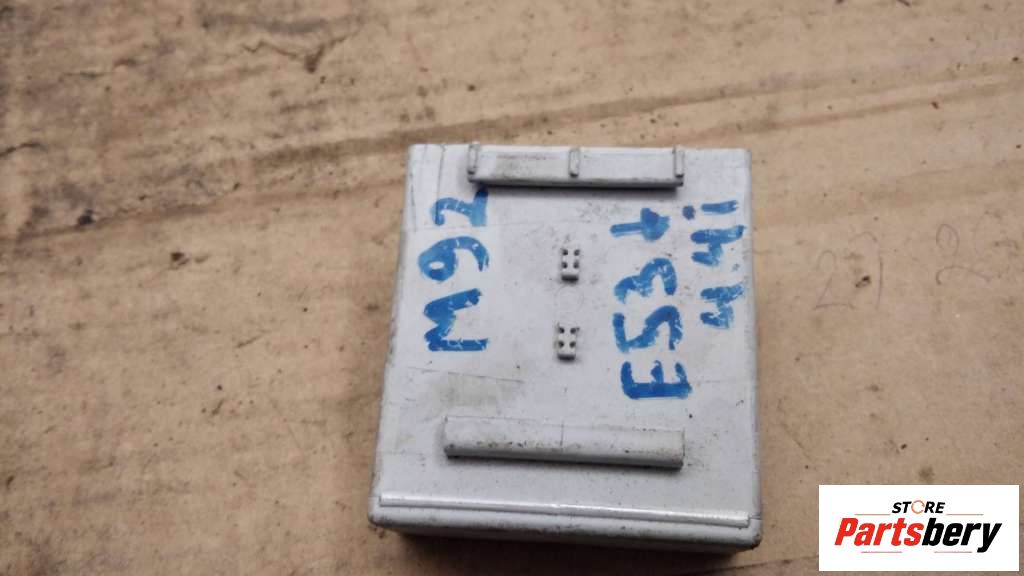 M92
E53 ↓
4.4i
STORE
Partsbery